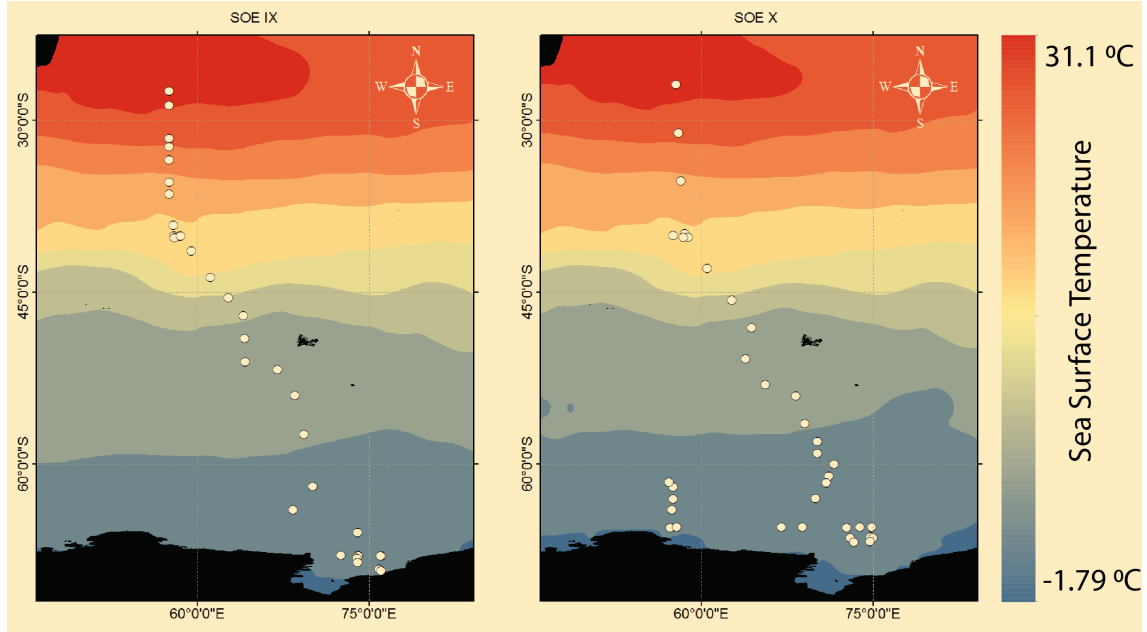 SOE IX
SOE X
N
W E
S
N
W E
S
31.1 ºC
30°0'0"S
30°0'0"S
45°0'0"S
45°0'0"S
60°0'0"S
60°0'0"S
Sea Surface Temperature
-1.79 ºC
60°0'0"E
75°0'0"E
60°0'0"E
75°0'0"E